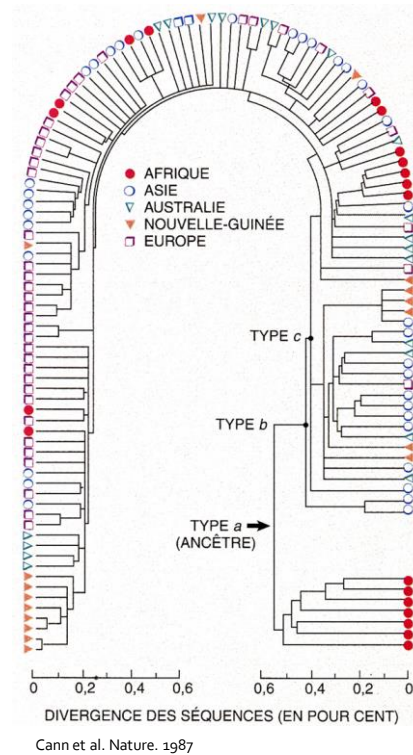 AFRIQUE
ASIE
AUSTRALIE
NOUVELLE-GUINÉE
EUROPE
TYPE c
TYPE b
TYPE a
(ANCÊTRE)
0 0,2 0,4 0,6
0,6 0,4 0,2 0
DIVERGENCE DES SÉQUENCES (EN POUR CENT)
Cann et al. Nature. 1987